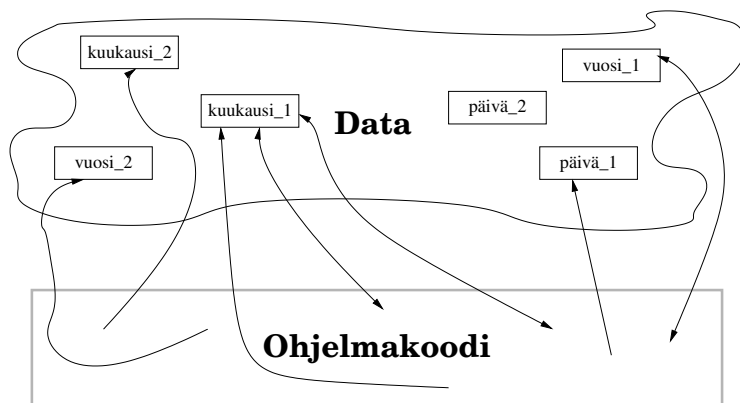 kuukausi_2
vuosi_1
kuukausi_1
päivä_2
Data
vuosi_2
päivä_1
Ohjelmakoodi